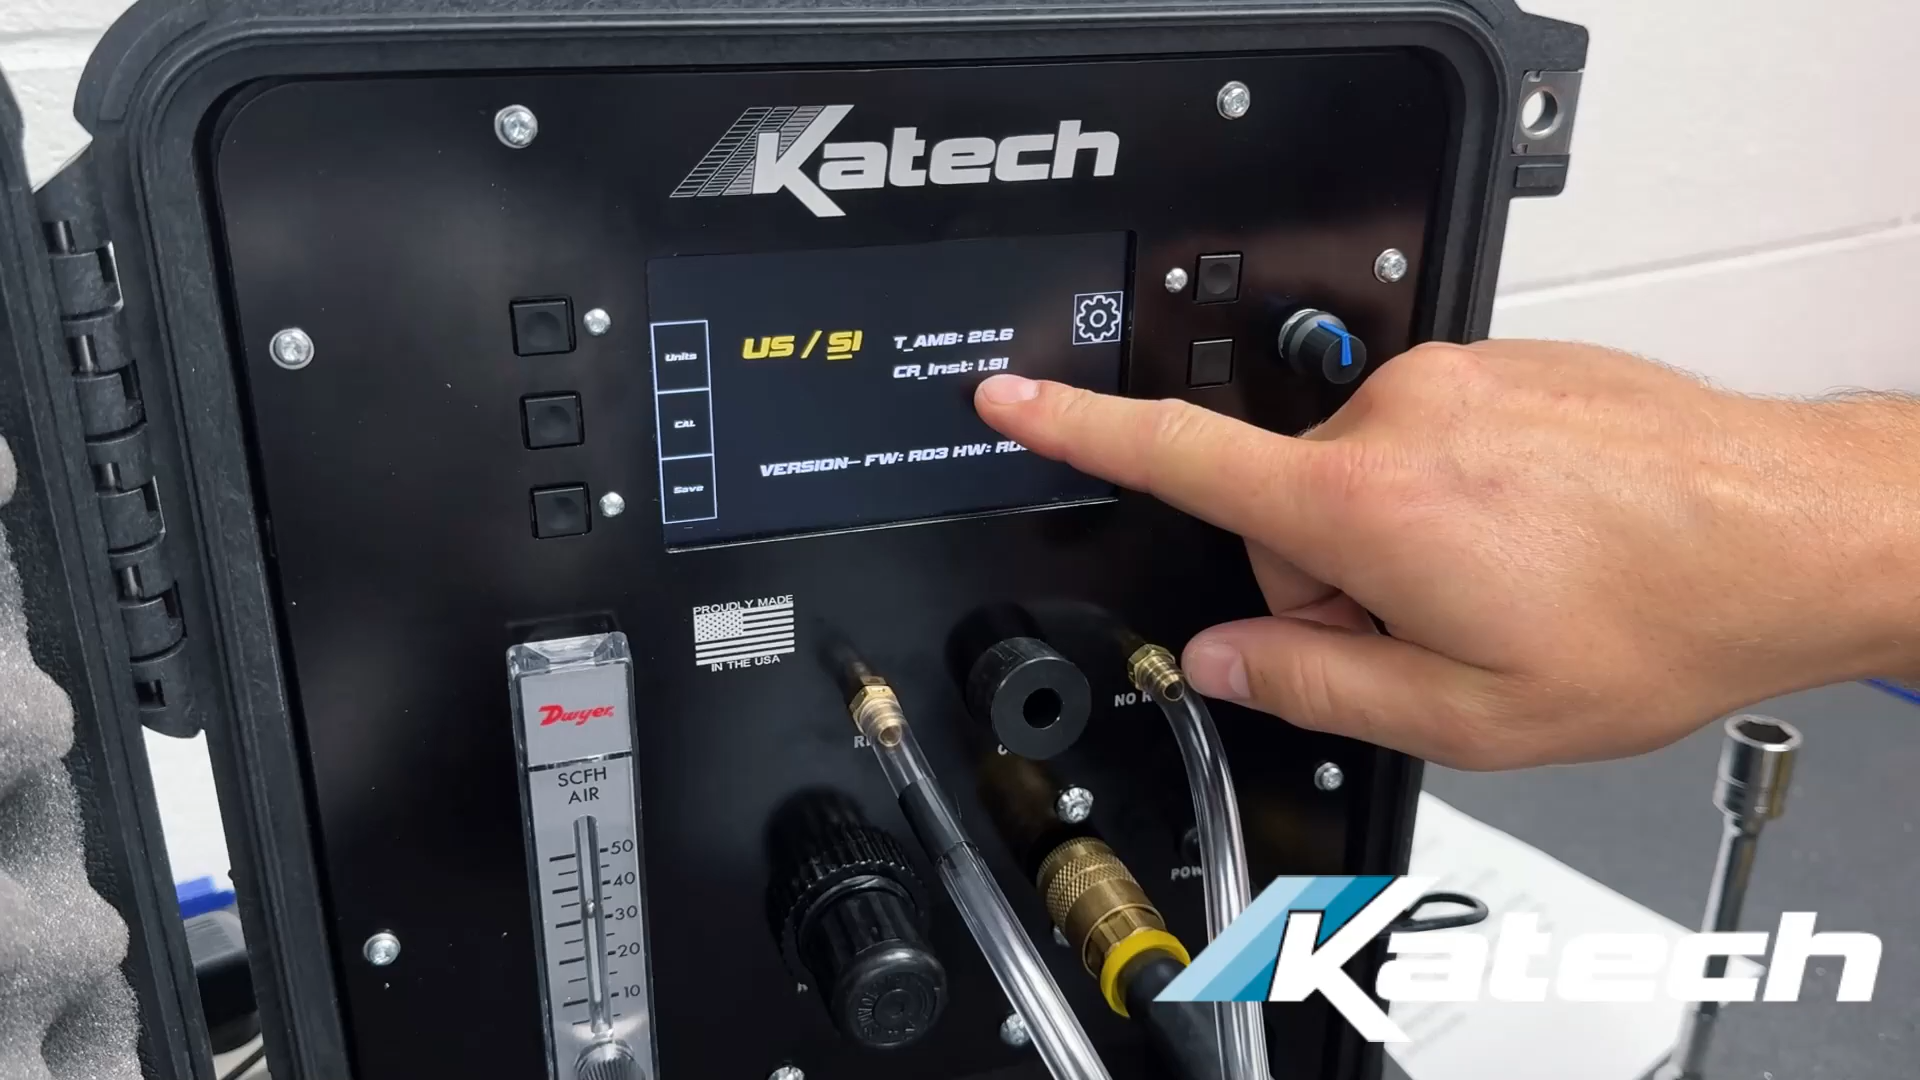 Katech
US / SI
T_AMB: 26.6
CR_Inst: 1.91
Units
CAL
Save
VERSION-- FW: R03 HW:
PROUDLY MADE
IN THE USA
Dwyer
SCFH
AIR
50
40
30
20
10
NO
Katech